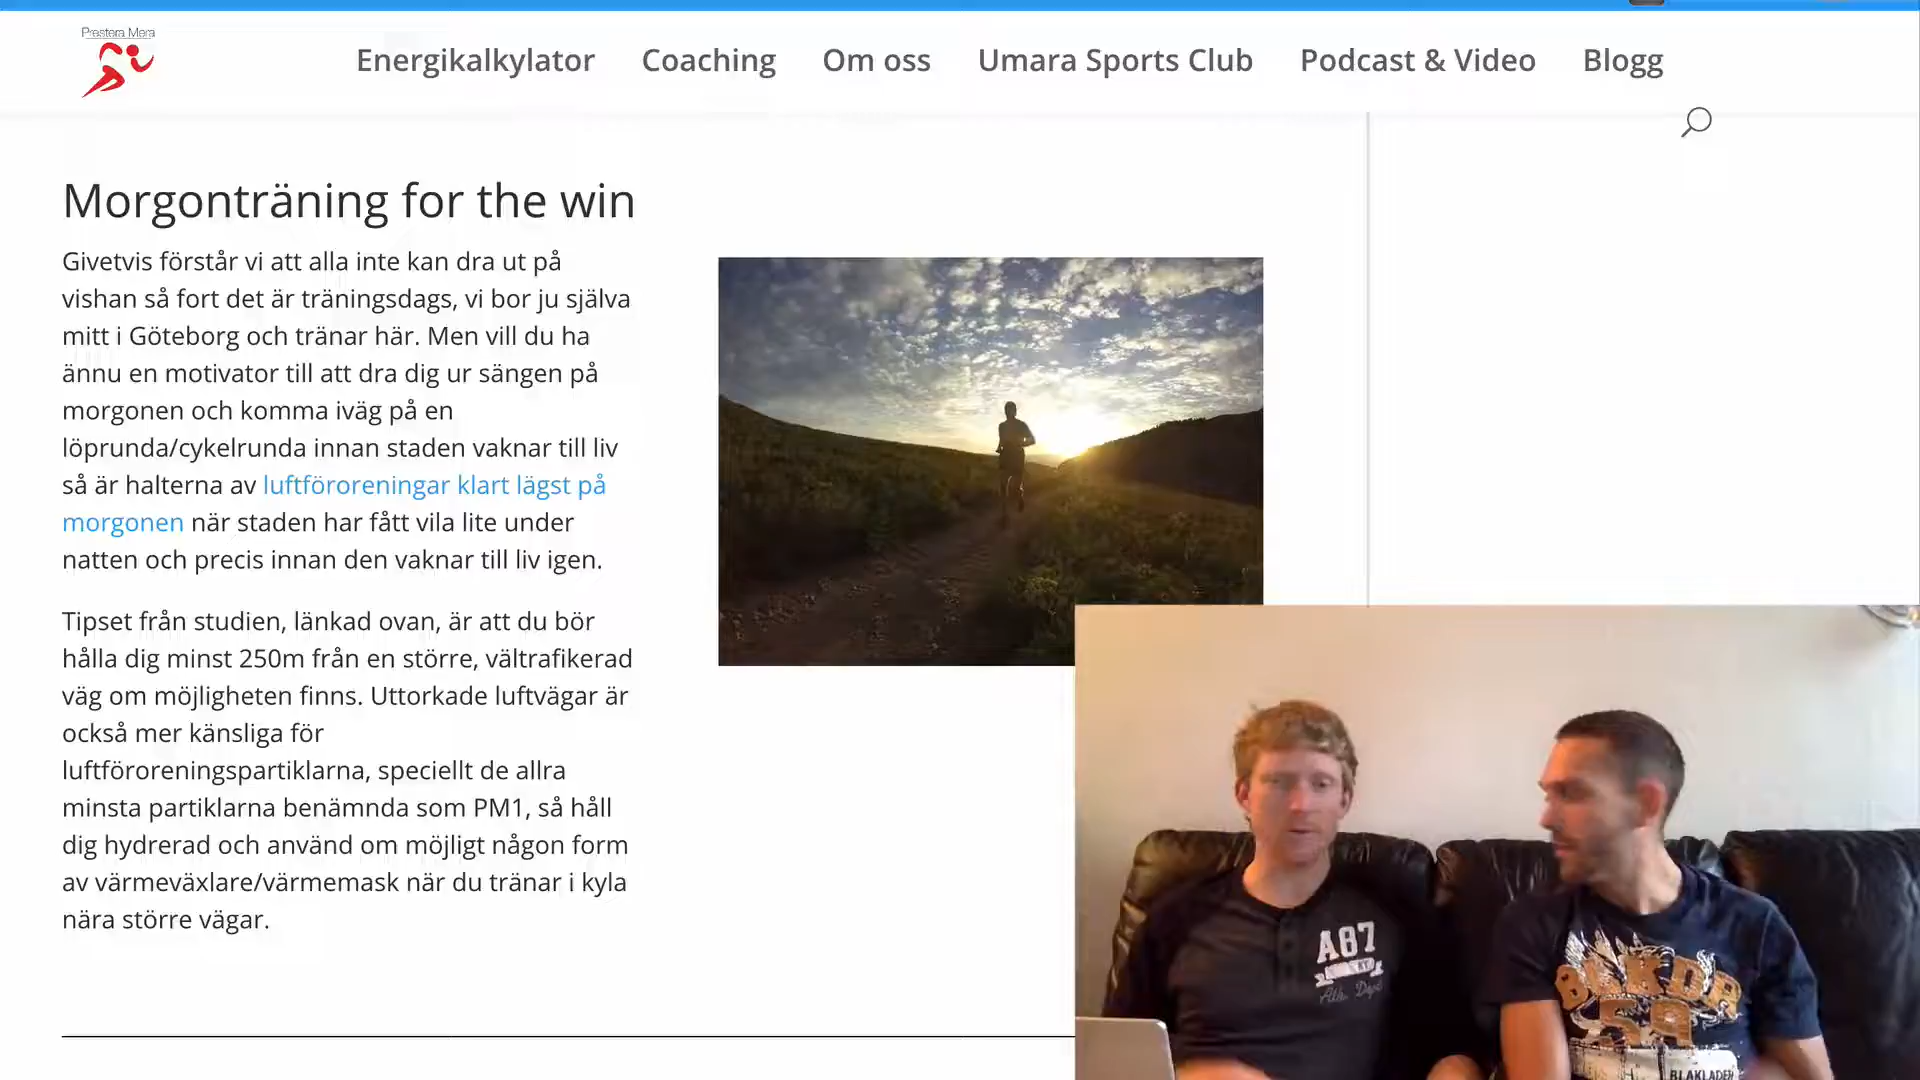 Prestera Mera
Energikalkylator
Coaching
Om oss
Umara Sports Club
Podcast & Video
Blogg
Morgonträning for the win
Givetvis förstår vi att alla inte kan dra ut på
vishan så fort det är träningsdags, vi bor ju själva
mitt i Göteborg och tränar här. Men vill du ha
ännu en motivator till att dra dig ur sängen på
morgonen och komma iväg på en
löprunda/cykelrunda innan staden vaknar till liv
så är halterna av luftföroreningar klart lägst på
morgonen när staden har fått vila lite under
natten och precis innan den vaknar till liv igen.
Tipset från studien, länkad ovan, är att du bör
hålla dig minst 250m från en större, vältrafikerad
väg om möjligheten finns. Uttorkade luftvägar är
också mer känsliga för
luftföroreningspartiklarna, speciellt de allra
minsta partiklarna benämnda som PM1, så håll
dig hydrerad och använd om möjligt någon form
av värmeväxlare/värmemask när du tränar i kyla
nära större vägar.
A87
Ath. Dept
BLKDR
59
BLAKLADER